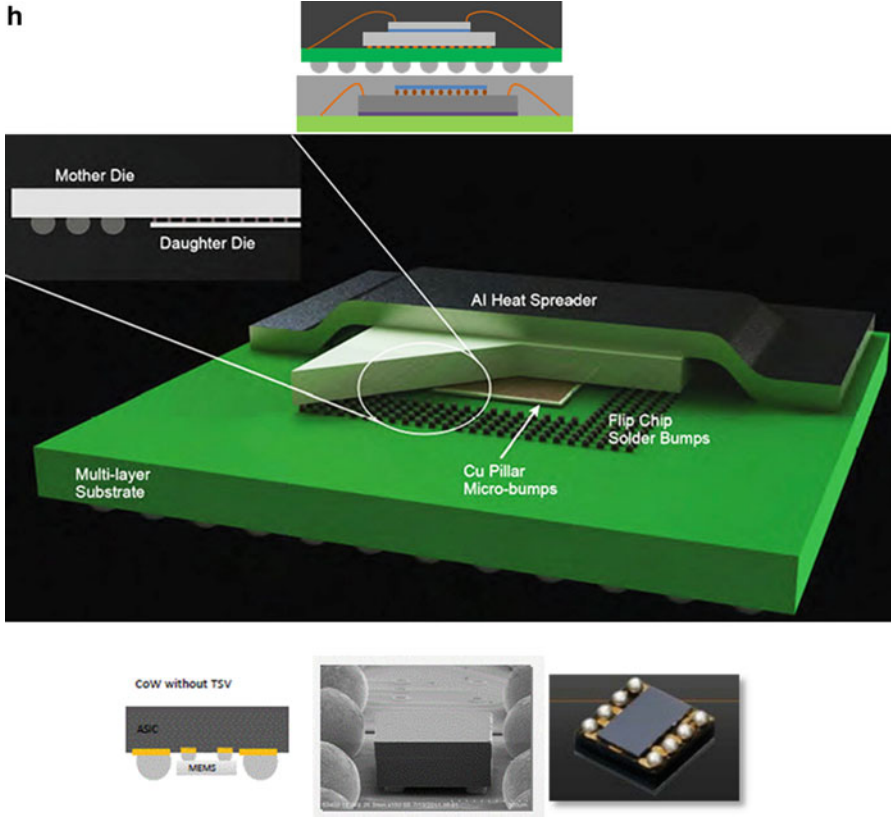 h
Mother Die
Daughter Die
Al Heat Spreader
Flip Chip
Solder Bumps
Cu Pillar
Micro-bumps
Multi-layer
Substrate
CoW without TSV
ASIC
MEMS